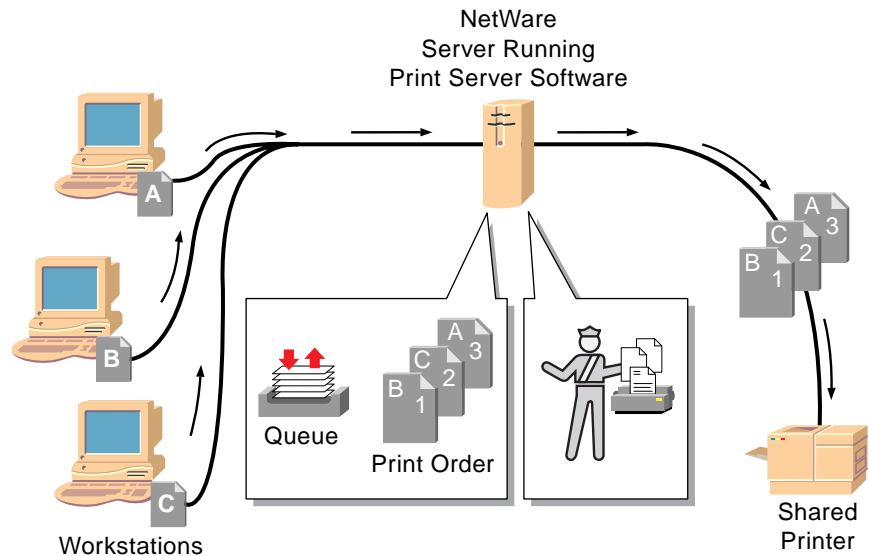 NetWare
Server Running
Print Server Software
A
B
C
Workstations
Queue
B 1
C 2
A 3
Print Order
B 1
C 2
A 3
Shared
Printer